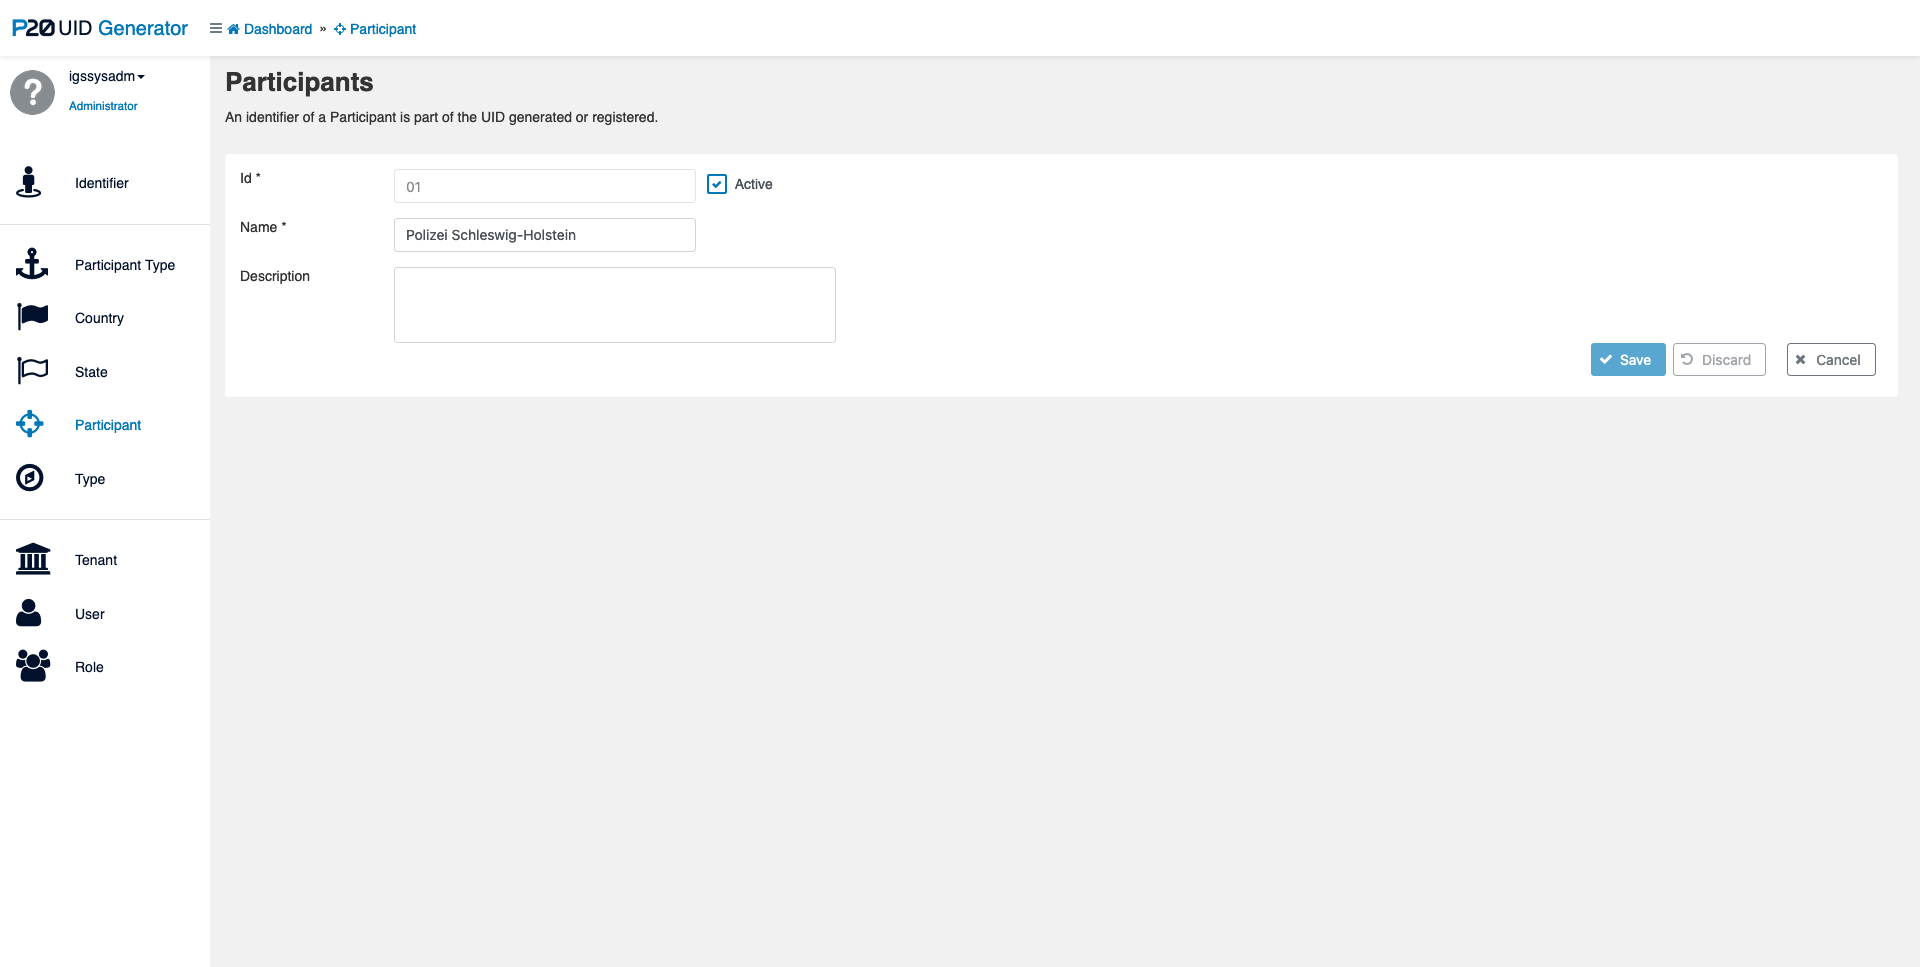 P20 UID Generator
Dashboard » Participant
igssysadm
Administrator
Identifier
Participant Type
Country
State
Participant
Type
Tenant
User
Role
Participants
An identifier of a Participant is part of the UID generated or registered.
Id *
01
Active
Name *
Polizei Schleswig-Holstein
Description
Save
Discard
Cancel